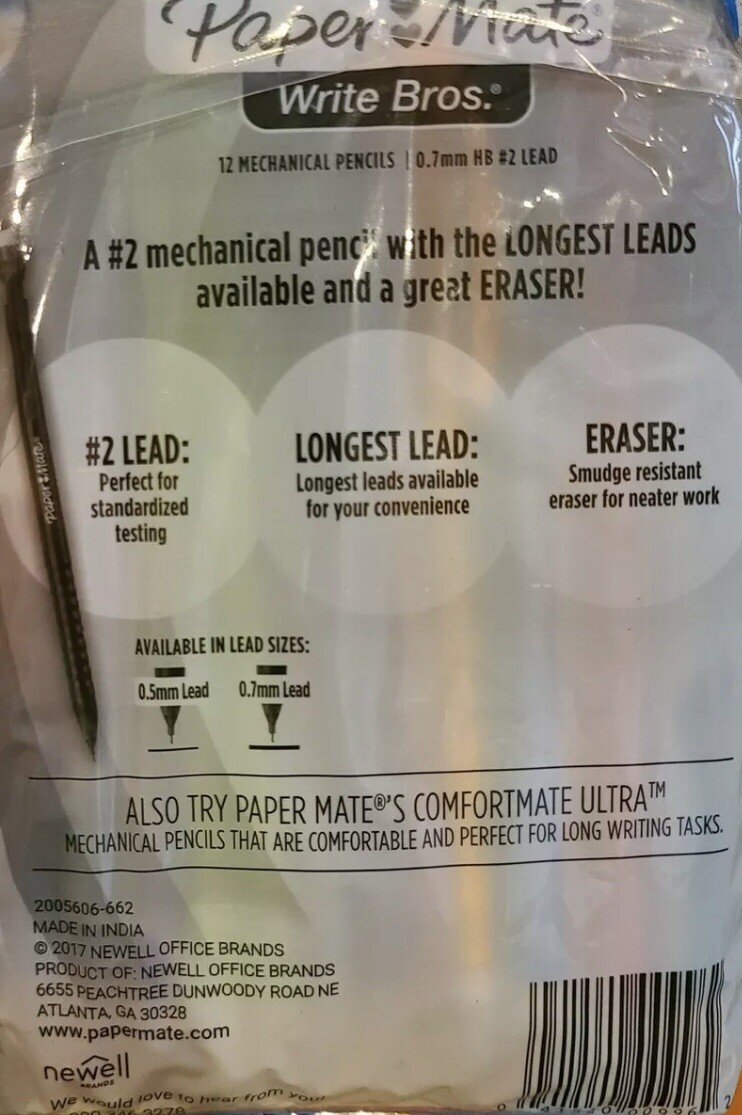 Paper Mate®
Write Bros.®
12 MECHANICAL PENCILS | 0.7mm HB #2 LEAD
A #2 mechanical pencil with the LONGEST LEADS
available and a great ERASER!
#2 LEAD:
Perfect for
standardized
testing
LONGEST LEAD:
Longest leads available
for your convenience
ERASER:
Smudge resistant
eraser for neater work
Paper Mate
AVAILABLE IN LEAD SIZES:
0.5mm Lead 0.7mm Lead
ALSO TRY PAPER MATE®'S COMFORTMATE ULTRA™
MECHANICAL PENCILS THAT ARE COMFORTABLE AND PERFECT FOR LONG WRITING TASKS.
2005606-662
MADE IN INDIA
© 2017 NEWELL OFFICE BRANDS
PRODUCT OF: NEWELL OFFICE BRANDS
6655 PEACHTREE DUNWOODY ROAD NE
ATLANTA, GA 30328
www.papermate.com
newell
BRANDS
We would love to hear from you